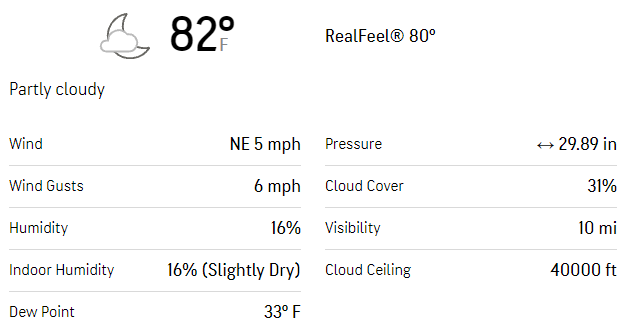 82°F
RealFeel® 80°
Partly cloudy
Wind NE 5 mph
Pressure ↔ 29.89 in
Wind Gusts 6 mph
Cloud Cover 31%
Humidity 16%
Visibility 10 mi
Indoor Humidity 16% (Slightly Dry)
Cloud Ceiling 40000 ft
Dew Point 33° F